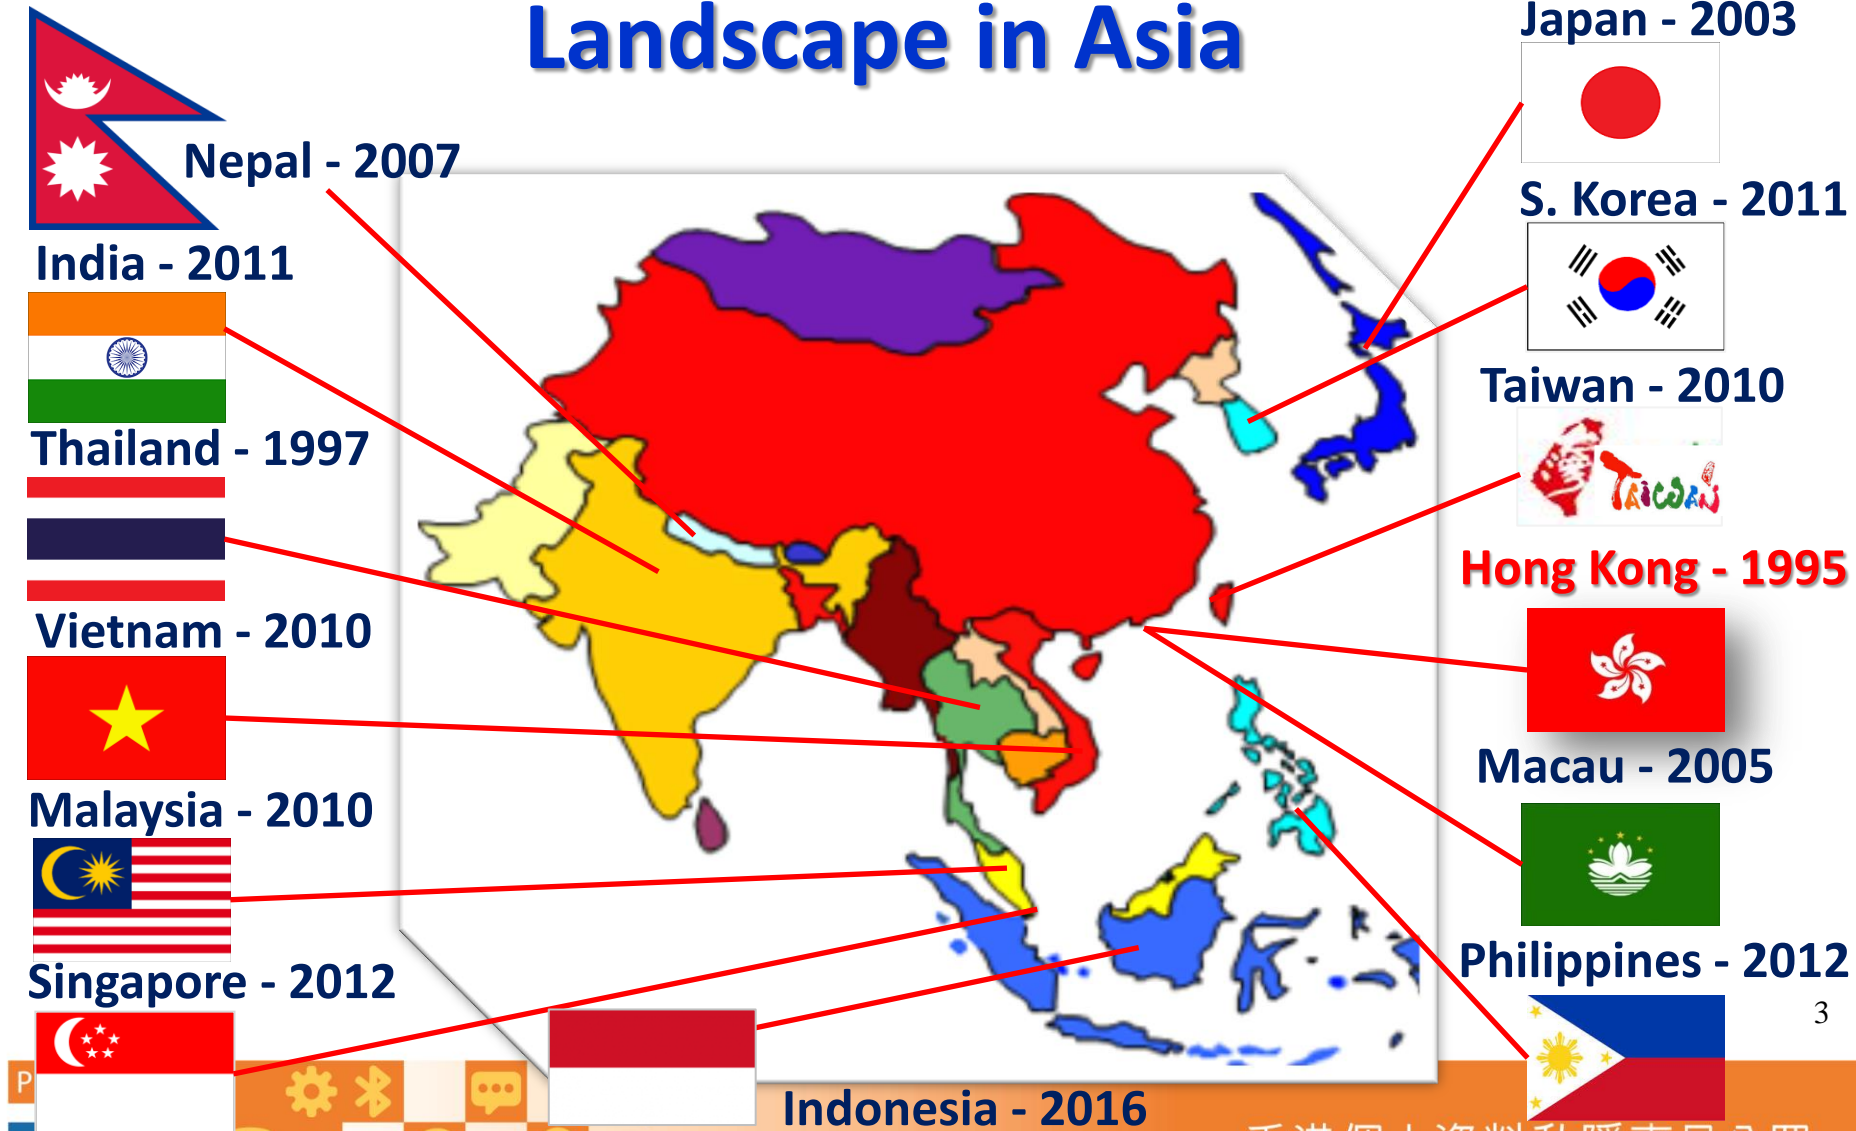 Landscape in Asia
Japan - 2003
Nepal - 2007
S. Korea - 2011
India - 2011
Taiwan - 2010
TAIWAN
Thailand - 1997
Hong Kong - 1995
Vietnam - 2010
Macau - 2005
Malaysia - 2010
Philippines - 2012
Singapore - 2012
3
P
Indonesia - 2016